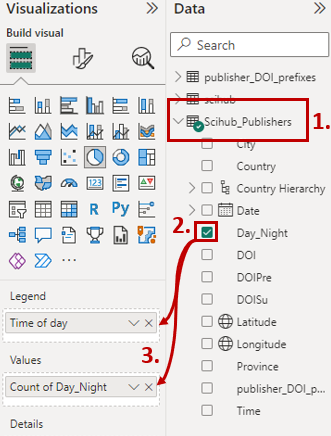 Visualizations
Build visual
R
Py
123
Legend
Time of day
3.
Values
Count of Day_Night
Details
Data
Search
publisher_DOI_prefixes
scihub
Scihub_Publishers
1.
City
Country
Country Hierarchy
Date
2.
Day_Night
DOI
DOIPre
DOISu
Latitude
Longitude
Province
publisher_DOI_p...
Time